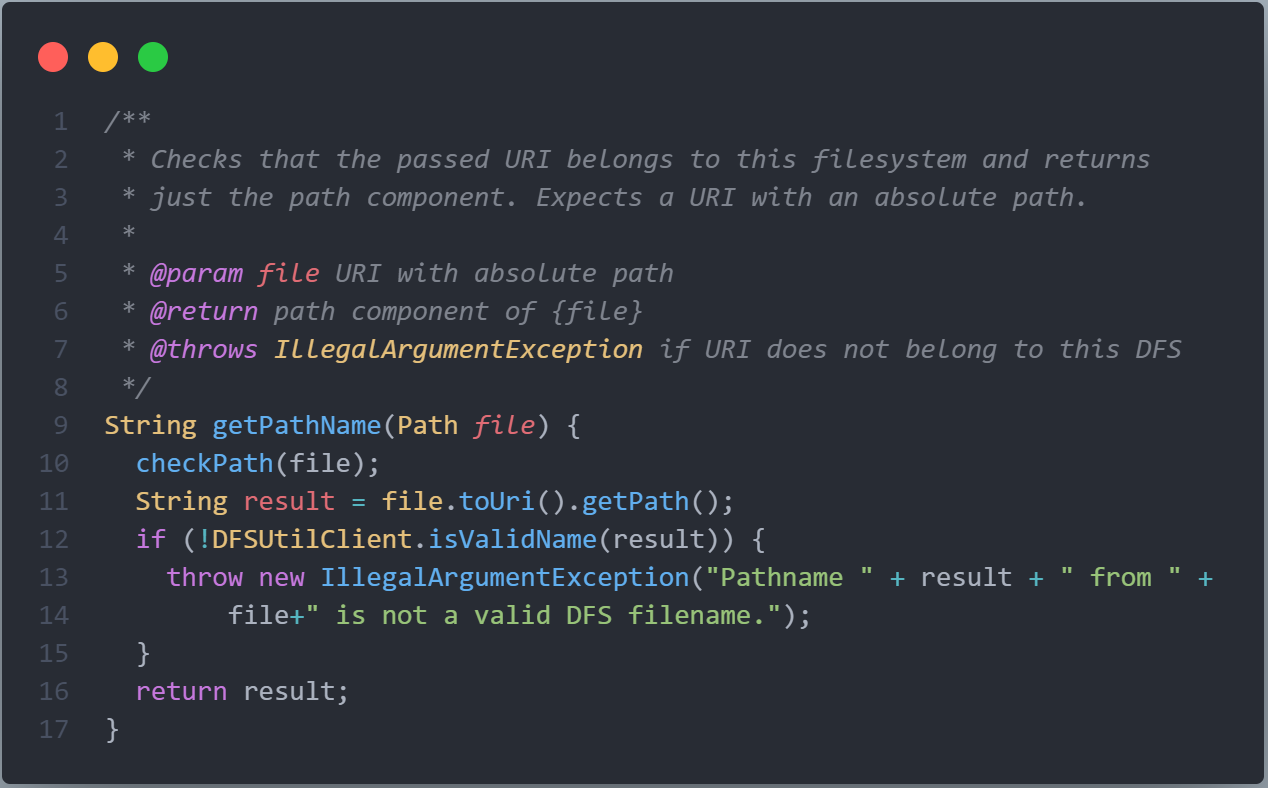 1 /**
2  * Checks that the passed URI belongs to this filesystem and returns
3  * just the path component. Expects a URI with an absolute path.
4  *
5  * @param file URI with absolute path
6  * @return path component of {file}
7  * @throws IllegalArgumentException if URI does not belong to this DFS
8  */
9 String getPathName(Path file) {
10   checkPath(file);
11   String result = file.toUri().getPath();
12   if (!DFSUtilClient.isValidName(result)) {
13     throw new IllegalArgumentException("Pathname " + result + " from " +
14         file+" is not a valid DFS filename.");
15   }
16   return result;
17 }